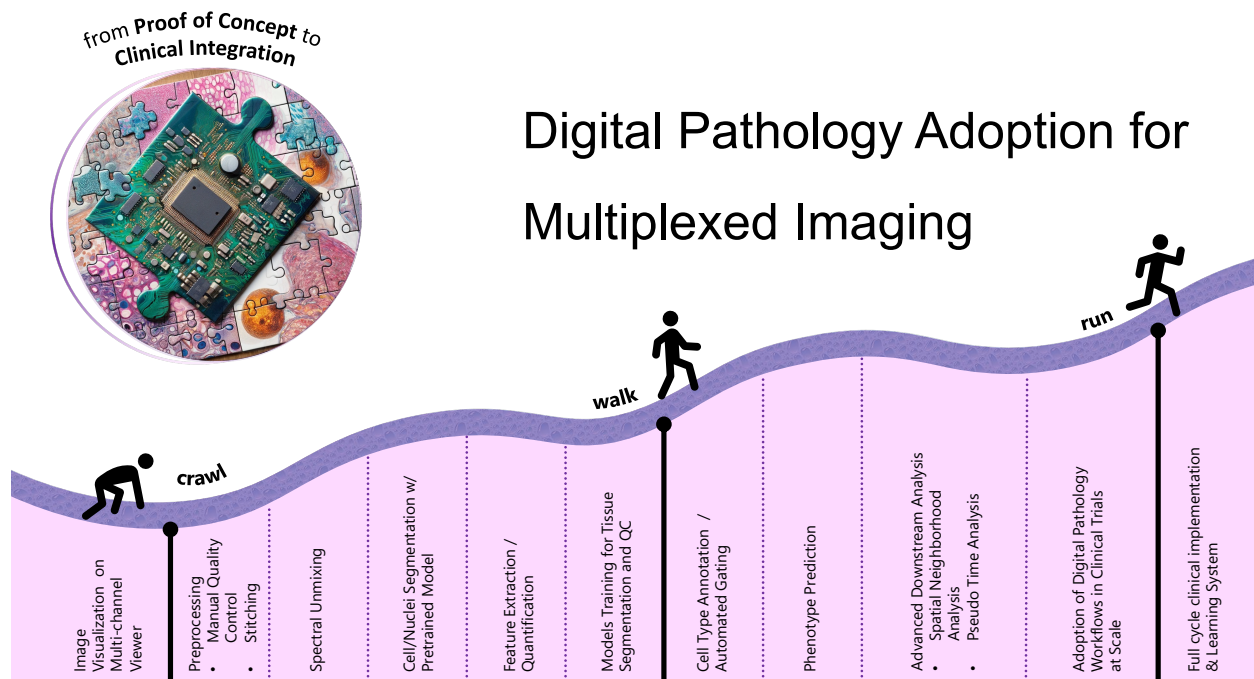 from Proof of Concept to
Clinical Integration
Digital Pathology Adoption for
Multiplexed Imaging
crawl
walk
run
Image
Visualization on
Multi-channel
Viewer
Preprocessing
• Manual Quality
Control
• Stitching
Spectral Unmixing
Cell/Nuclei Segmentation w/
Pretrained Model
Feature Extraction /
Quantification
Models Training for Tissue
Segmentation and QC
Cell Type Annotation /
Automated Gating
Phenotype Prediction
Advanced Downstream Analysis
• Spatial Neighborhood
Analysis
• Pseudo Time Analysis
Adoption of Digital Pathology
Workflows in Clinical Trials
at Scale
Full cycle clinical implementation
& Learning System